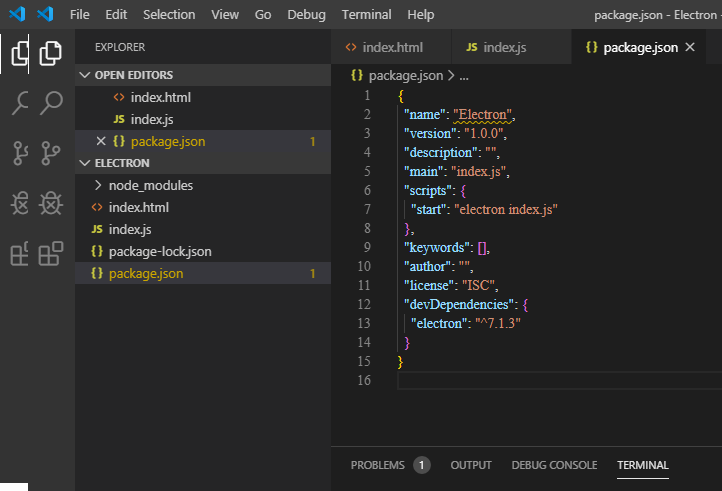 File Edit Selection View Go Debug Terminal Help package.json - Electron -
EXPLORER
OPEN EDITORS
index.html
JS index.js
{} package.json 1
ELECTRON
node_modules
index.html
JS index.js
{} package-lock.json
{} package.json 1
index.html JS index.js {} package.json
{} package.json > ...
1 {
2 "name": "Electron",
3 "version": "1.0.0",
4 "description": "",
5 "main": "index.js",
6 "scripts": {
7 "start": "electron index.js"
8 },
9 "keywords": [],
10 "author": "",
11 "license": "ISC",
12 "devDependencies": {
13 "electron": "^7.1.3"
14 }
15 }
16
PROBLEMS 1 OUTPUT DEBUG CONSOLE TERMINAL